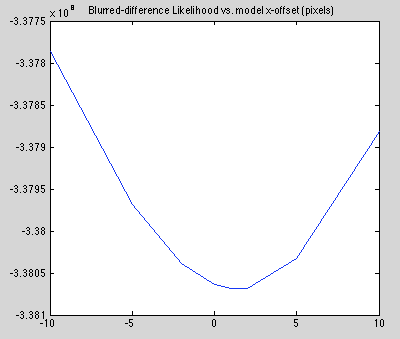 x 10^8
Blurred-difference Likelihood vs. model x-offset (pixels)
-3.3775
-3.378
-3.3785
-3.379
-3.3795
-3.38
-3.3805
-3.381
-10 -5 0 5 10